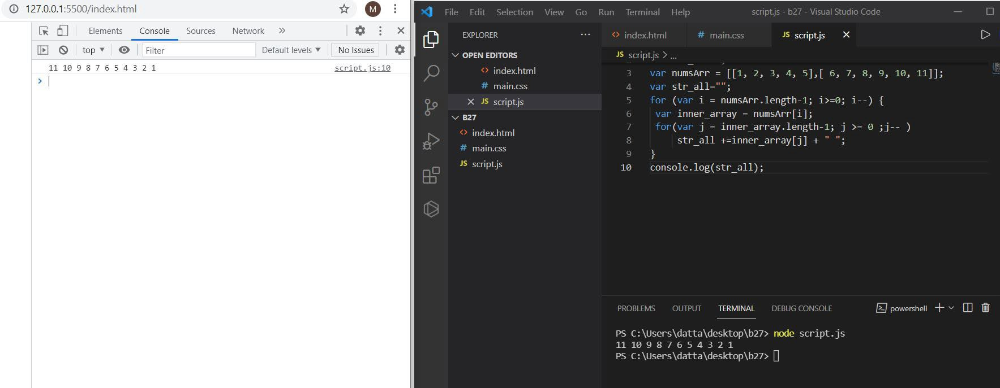 127.0.0.1:5500/index.html
M
Elements Console Sources Network »
top Filter Default levels No Issues
11 10 9 8 7 6 5 4 3 2 1 script.js:10
>
File Edit Selection View Go Run Terminal Help script.js - b27 - Visual Studio Code
EXPLORER ...
OPEN EDITORS
<> index.html
# main.css
JS script.js
B27
<> index.html
# main.css
JS script.js
<> index.html # main.css JS script.js
JS script.js > ...
3 var numsArr = [[1, 2, 3, 4, 5],[ 6, 7, 8, 9, 10, 11]];
4 var str_all="";
5 for (var i = numsArr.length-1; i>=0; i--) {
6 var inner_array = numsArr[i];
7 for(var j = inner_array.length-1; j >= 0 ;j-- )
8 str_all +=inner_array[j] + " ";
9 }
10 console.log(str_all);
PROBLEMS OUTPUT TERMINAL DEBUG CONSOLE powershell
PS C:\Users\datta\desktop\b27> node script.js
11 10 9 8 7 6 5 4 3 2 1
PS C:\Users\datta\desktop\b27>